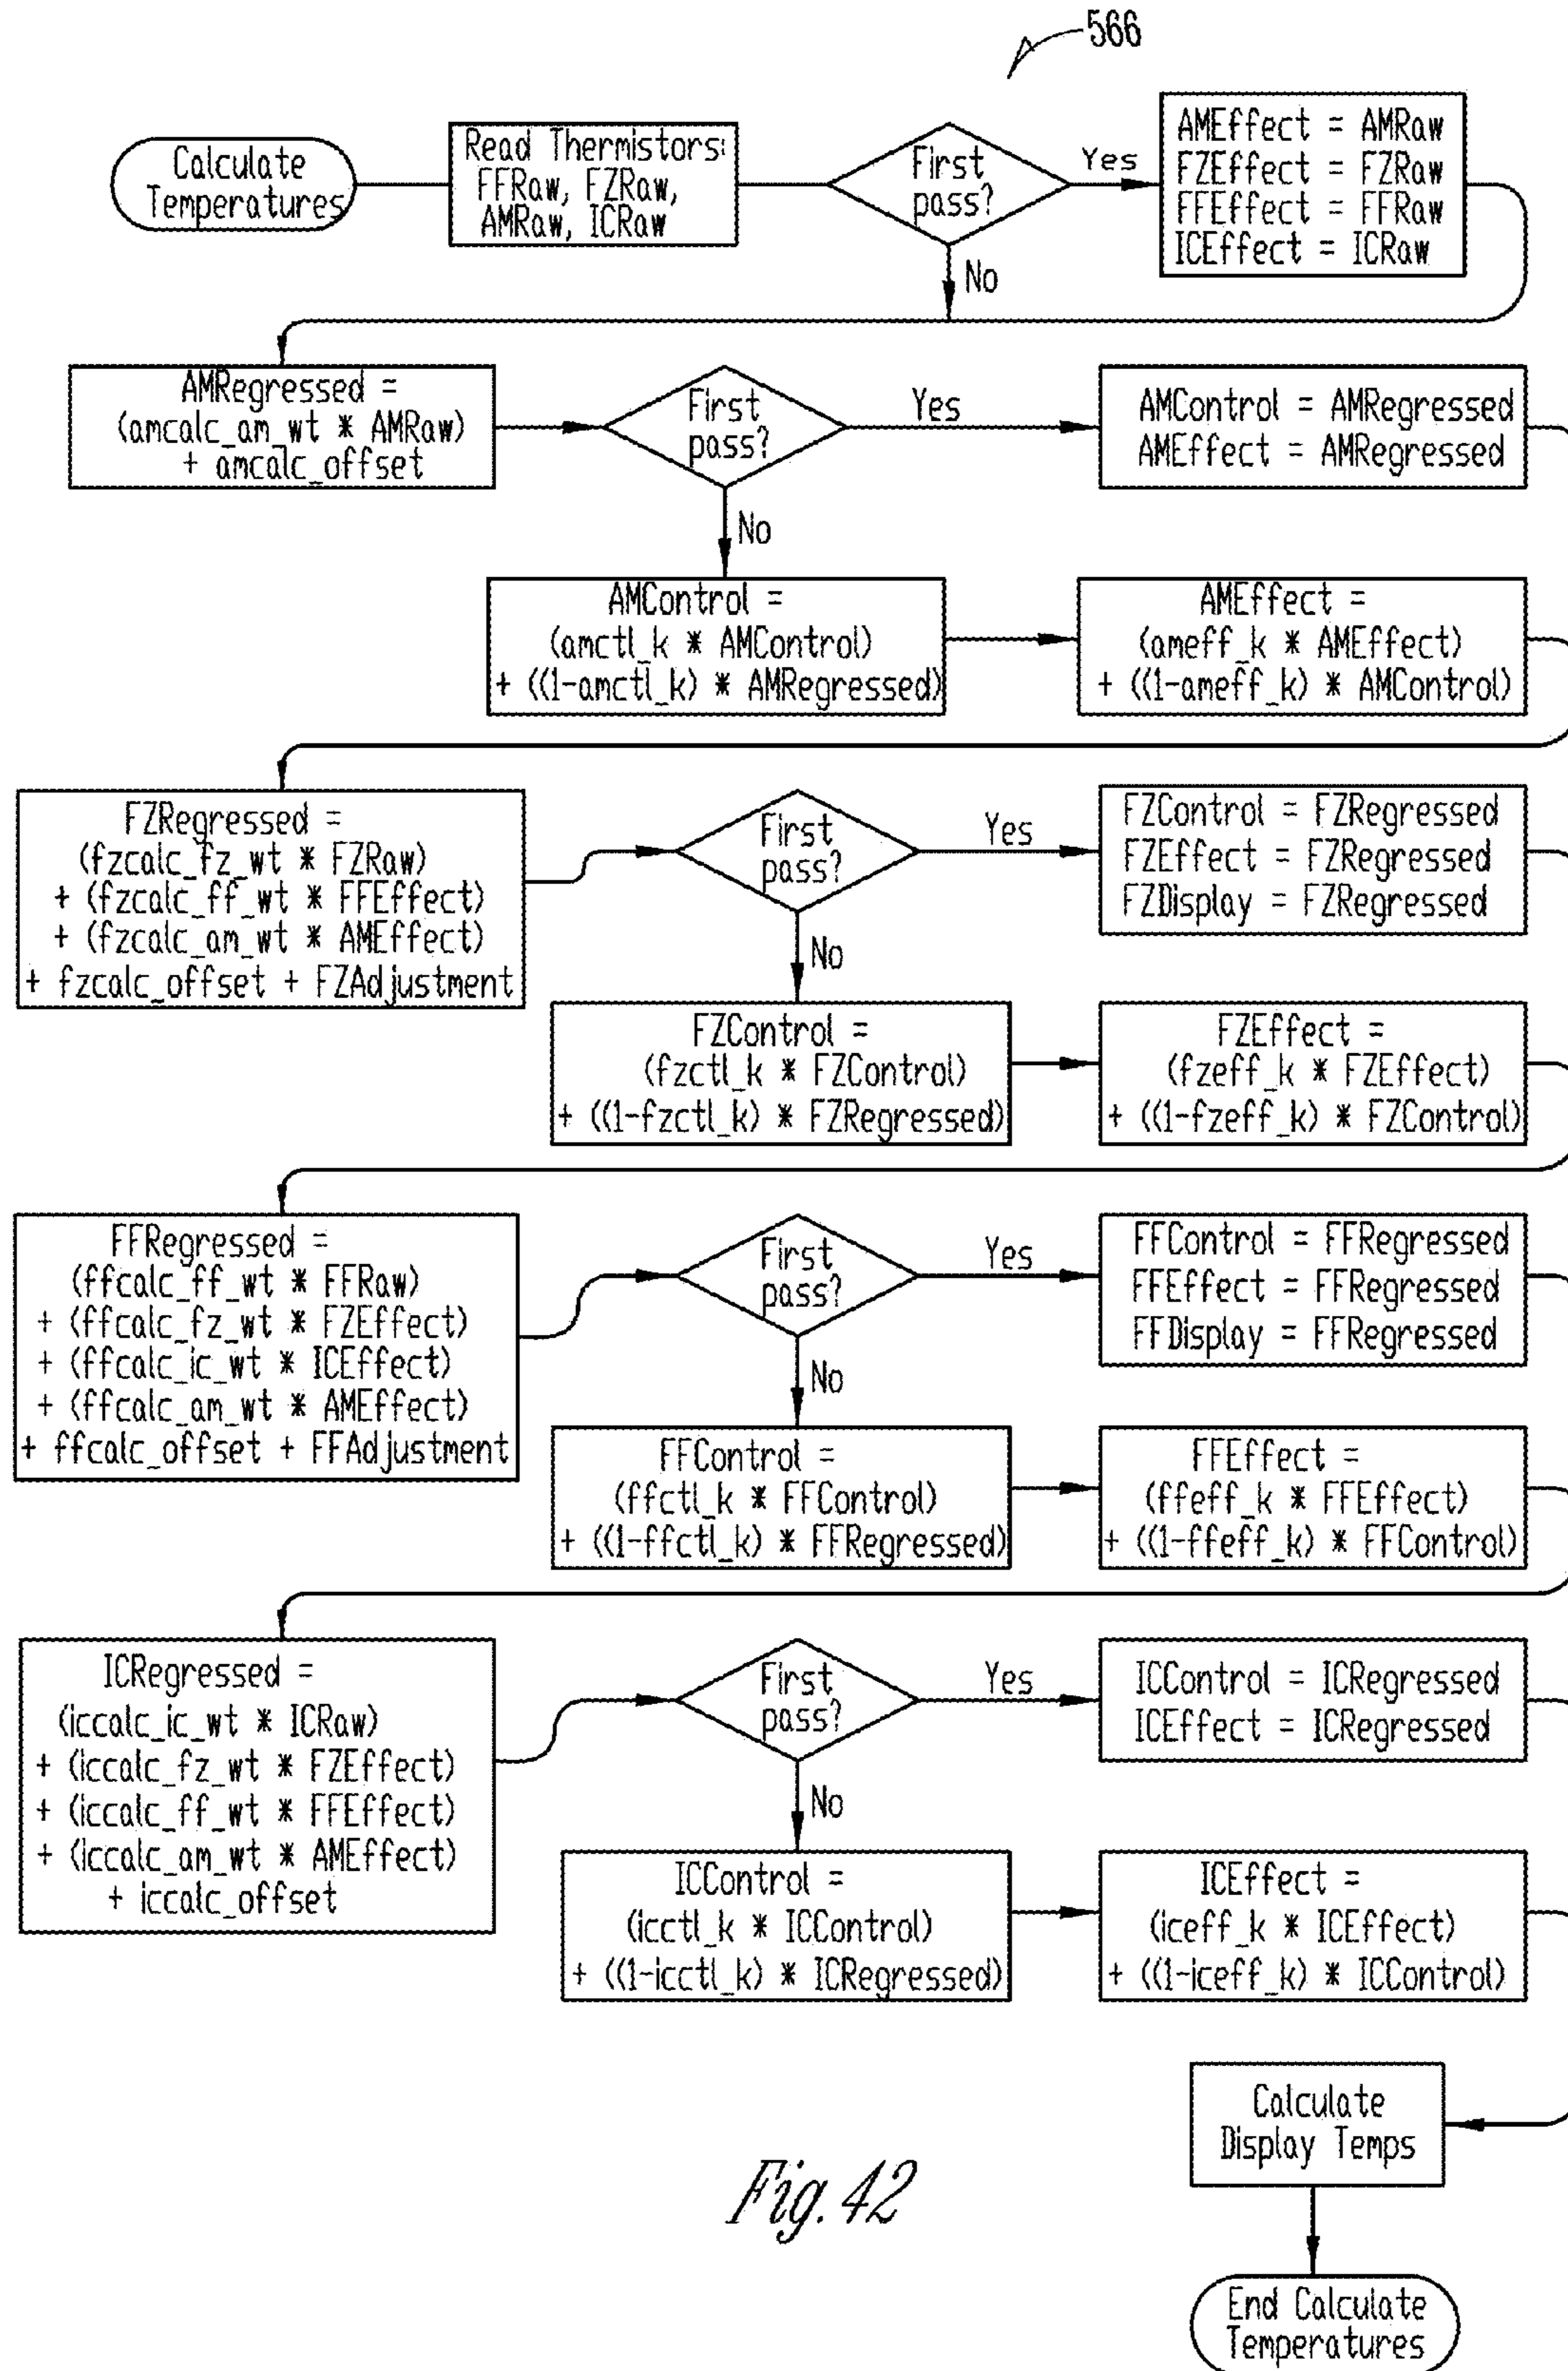 566
Calculate
Temperatures
Read Thermistors:
FFRaw, FZRaw,
AMRaw, ICRaw
First
pass?
Yes
AMEffect = AMRaw
FZEffect = FZRaw
FFEffect = FFRaw
ICEffect = ICRaw
No
AMRegressed =
(amcalc_am_wt * AMRaw)
+ amcalc_offset
First
pass?
Yes
AMControl = AMRegressed
AMEffect = AMRegressed
No
AMControl =
(amctl_k * AMControl)
+ ((1-amctl_k) * AMRegressed)
AMEffect =
(ameff_k * AMEffect)
+ ((1-ameff_k) * AMControl)
FZRegressed =
(fzcalc_fz_wt * FZRaw)
+ (fzcalc_ff_wt * FFEffect)
+ (fzcalc_am_wt * AMEffect)
+ fzcalc_offset + FZAdjustment
First
pass?
Yes
FZControl = FZRegressed
FZEffect = FZRegressed
FZDisplay = FZRegressed
No
FZControl =
(fzctl_k * FZControl)
+ ((1-fzctl_k) * FZRegressed)
FZEffect =
(fzeff_k * FZEffect)
+ ((1-fzeff_k) * FZControl)
FFRegressed =
(ffcalc_ff_wt * FFRaw)
+ (ffcalc_fz_wt * FZEffect)
+ (ffcalc_ic_wt * ICEffect)
+ (ffcalc_am_wt * AMEffect)
+ ffcalc_offset + FFAdjustment
First
pass?
Yes
FFControl = FFRegressed
FFEffect = FFRegressed
FFDisplay = FFRegressed
No
FFControl =
(ffctl_k * FFControl)
+ ((1-ffctl_k) * FFRegressed)
FFEffect =
(ffeff_k * FFEffect)
+ ((1-ffeff_k) * FFControl)
ICRegressed =
(iccalc_ic_wt * ICRaw)
+ (iccalc_fz_wt * FZEffect)
+ (iccalc_ff_wt * FFEffect)
+ (iccalc_am_wt * AMEffect)
+ iccalc_offset
First
pass?
Yes
ICControl = ICRegressed
ICEffect = ICRegressed
No
ICControl =
(icctl_k * ICControl)
+ ((1-icctl_k) * ICRegressed)
ICEffect =
(iceff_k * ICEffect)
+ ((1-iceff_k) * ICControl)
Calculate
Display Temps
End Calculate
Temperatures
Fig. 42